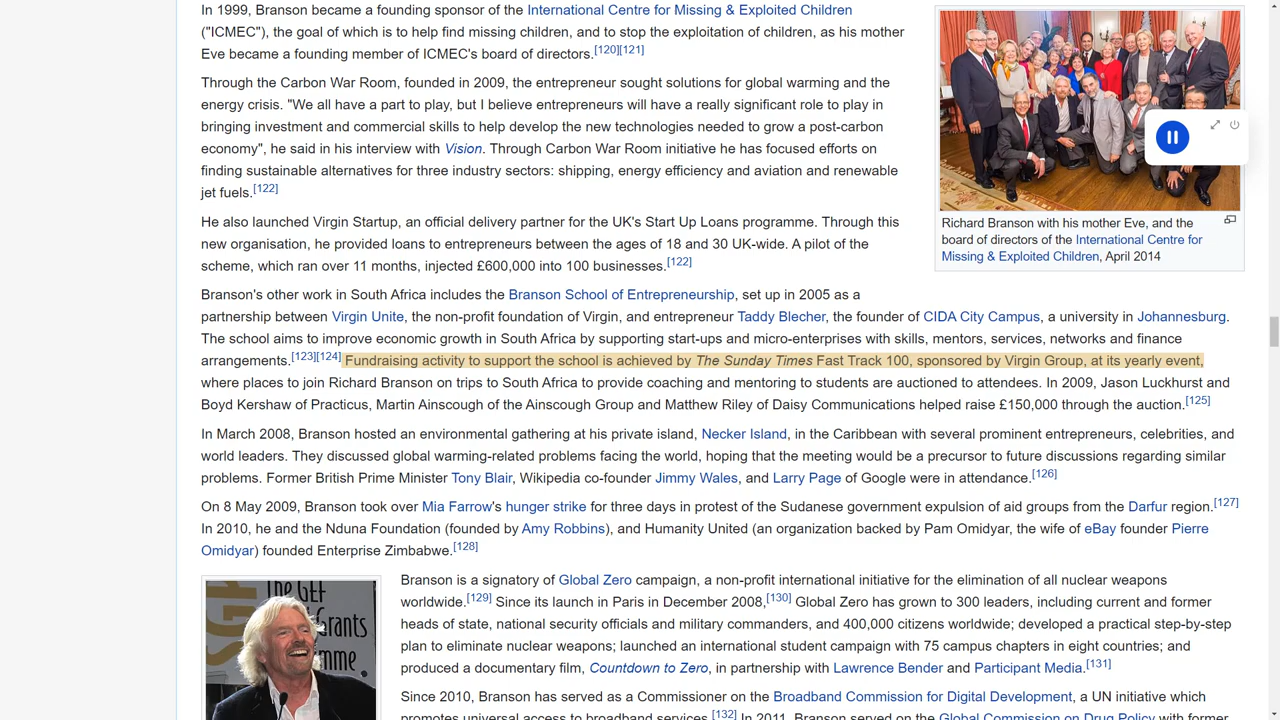 In 1999, Branson became a founding sponsor of the International Centre for Missing & Exploited Children
("ICMEC"), the goal of which is to help find missing children, and to stop the exploitation of children, as his mother
Eve became a founding member of ICMEC's board of directors.[120][121]
Through the Carbon War Room, founded in 2009, the entrepreneur sought solutions for global warming and the
energy crisis. "We all have a part to play, but I believe entrepreneurs will have a really significant role to play in
bringing investment and commercial skills to help develop the new technologies needed to grow a post-carbon
economy", he said in his interview with Vision. Through Carbon War Room initiative he has focused efforts on
finding sustainable alternatives for three industry sectors: shipping, energy efficiency and aviation and renewable
jet fuels.[122]
Richard Branson with his mother Eve, and the
board of directors of the International Centre for
Missing & Exploited Children, April 2014
He also launched Virgin Startup, an official delivery partner for the UK's Start Up Loans programme. Through this
new organisation, he provided loans to entrepreneurs between the ages of 18 and 30 UK-wide. A pilot of the
scheme, which ran over 11 months, injected £600,000 into 100 businesses.[122]
Branson's other work in South Africa includes the Branson School of Entrepreneurship, set up in 2005 as a
partnership between Virgin Unite, the non-profit foundation of Virgin, and entrepreneur Taddy Blecher, the founder of CIDA City Campus, a university in Johannesburg.
The school aims to improve economic growth in South Africa by supporting start-ups and micro-enterprises with skills, mentors, services, networks and finance
arrangements.[123][124] Fundraising activity to support the school is achieved by The Sunday Times Fast Track 100, sponsored by Virgin Group, at its yearly event,
where places to join Richard Branson on trips to South Africa to provide coaching and mentoring to students are auctioned to attendees. In 2009, Jason Luckhurst and
Boyd Kershaw of Practicus, Martin Ainscough of the Ainscough Group and Matthew Riley of Daisy Communications helped raise £150,000 through the auction.[125]
In March 2008, Branson hosted an environmental gathering at his private island, Necker Island, in the Caribbean with several prominent entrepreneurs, celebrities, and
world leaders. They discussed global warming-related problems facing the world, hoping that the meeting would be a precursor to future discussions regarding similar
problems. Former British Prime Minister Tony Blair, Wikipedia co-founder Jimmy Wales, and Larry Page of Google were in attendance.[126]
On 8 May 2009, Branson took over Mia Farrow's hunger strike for three days in protest of the Sudanese government expulsion of aid groups from the Darfur region.[127]
In 2010, he and the Nduna Foundation (founded by Amy Robbins), and Humanity United (an organization backed by Pam Omidyar, the wife of eBay founder Pierre
Omidyar) founded Enterprise Zimbabwe.[128]
The GEF
Grants
mme
Branson is a signatory of Global Zero campaign, a non-profit international initiative for the elimination of all nuclear weapons
worldwide.[129] Since its launch in Paris in December 2008,[130] Global Zero has grown to 300 leaders, including current and former
heads of state, national security officials and military commanders, and 400,000 citizens worldwide; developed a practical step-by-step
plan to eliminate nuclear weapons; launched an international student campaign with 75 campus chapters in eight countries; and
produced a documentary film, Countdown to Zero, in partnership with Lawrence Bender and Participant Media.[131]
Since 2010, Branson has served as a Commissioner on the Broadband Commission for Digital Development, a UN initiative which
promotes universal access to broadband services.[132] In 2011, Branson served on the Global Commission on Drug Policy with former